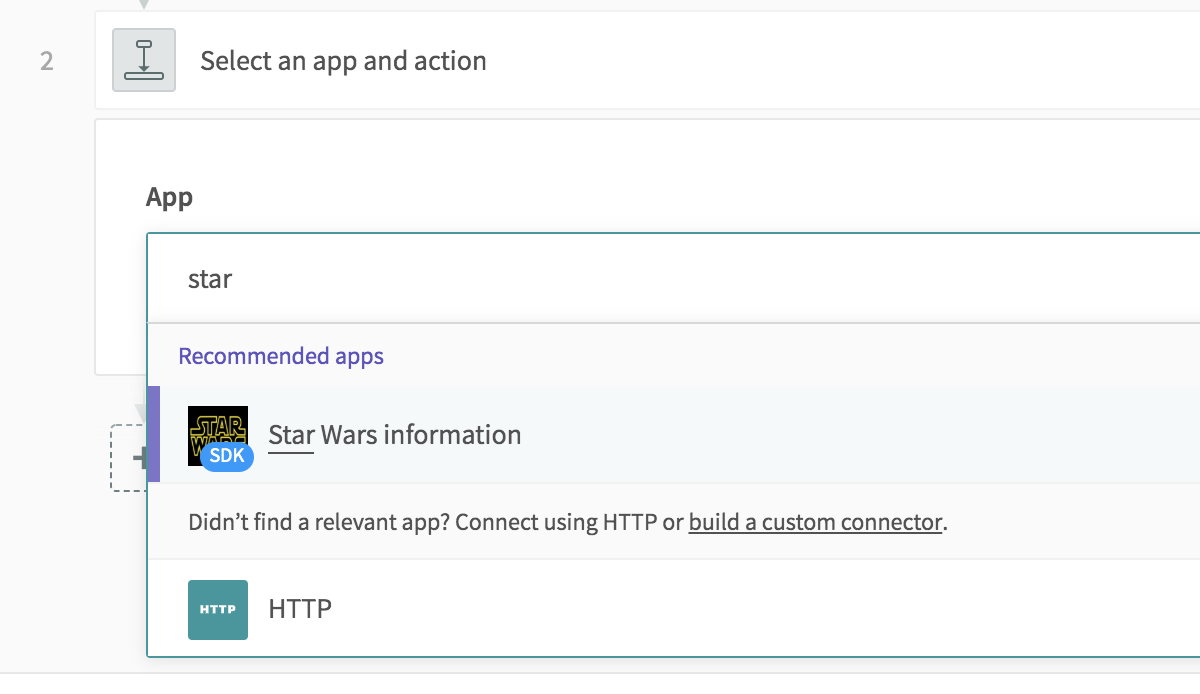 2
Select an app and action
App
star
Recommended apps
STAR
WARS
SDK
Star Wars information
Didn’t find a relevant app? Connect using HTTP or build a custom connector.
HTTP
HTTP